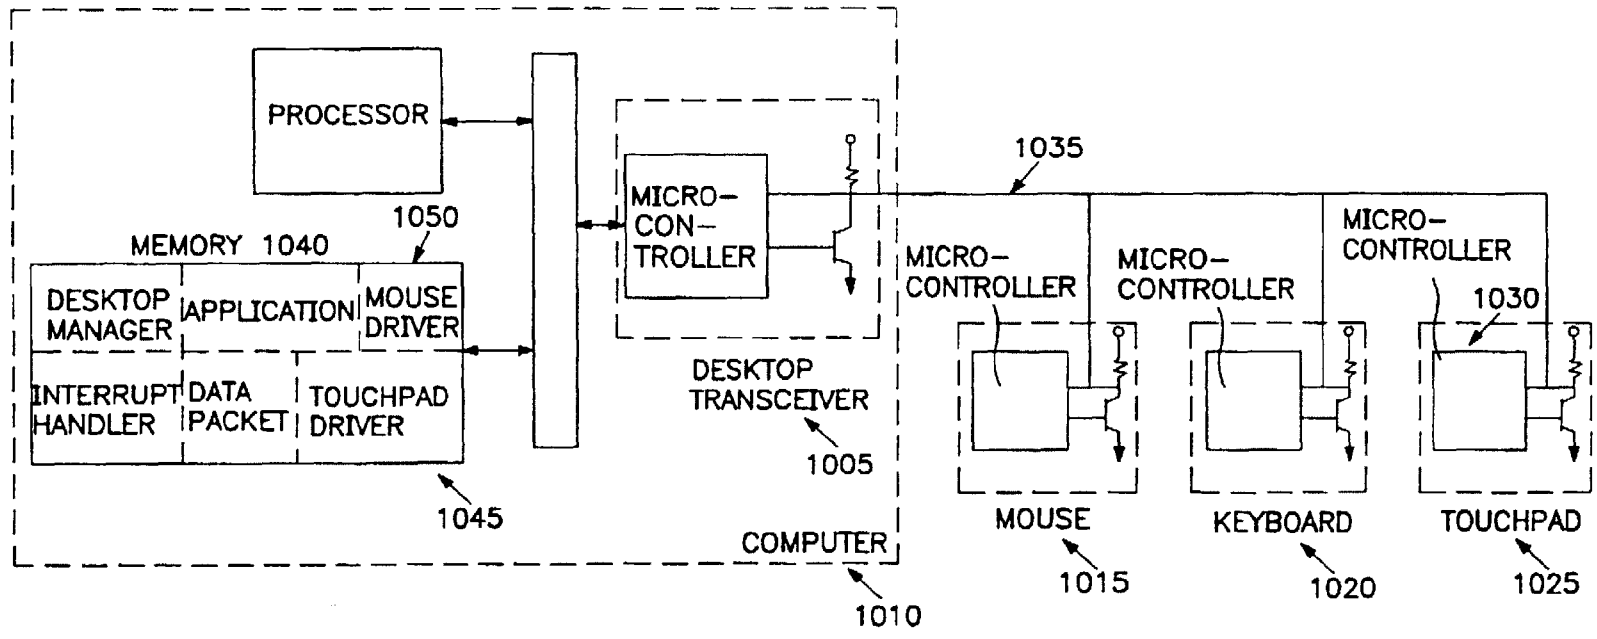 PROCESSOR
1050
MEMORY 1040
DESKTOP
MANAGER
APPLICATION
MOUSE
DRIVER
INTERRUPT
HANDLER
DATA
PACKET
TOUCHPAD
DRIVER
1045
MICRO-
CON-
TROLLER
DESKTOP
TRANSCEIVER
1005
COMPUTER
1010
1035
MICRO-
CONTROLLER
MOUSE
1015
MICRO-
CONTROLLER
KEYBOARD
1020
MICRO-
CONTROLLER
1030
TOUCHPAD
1025